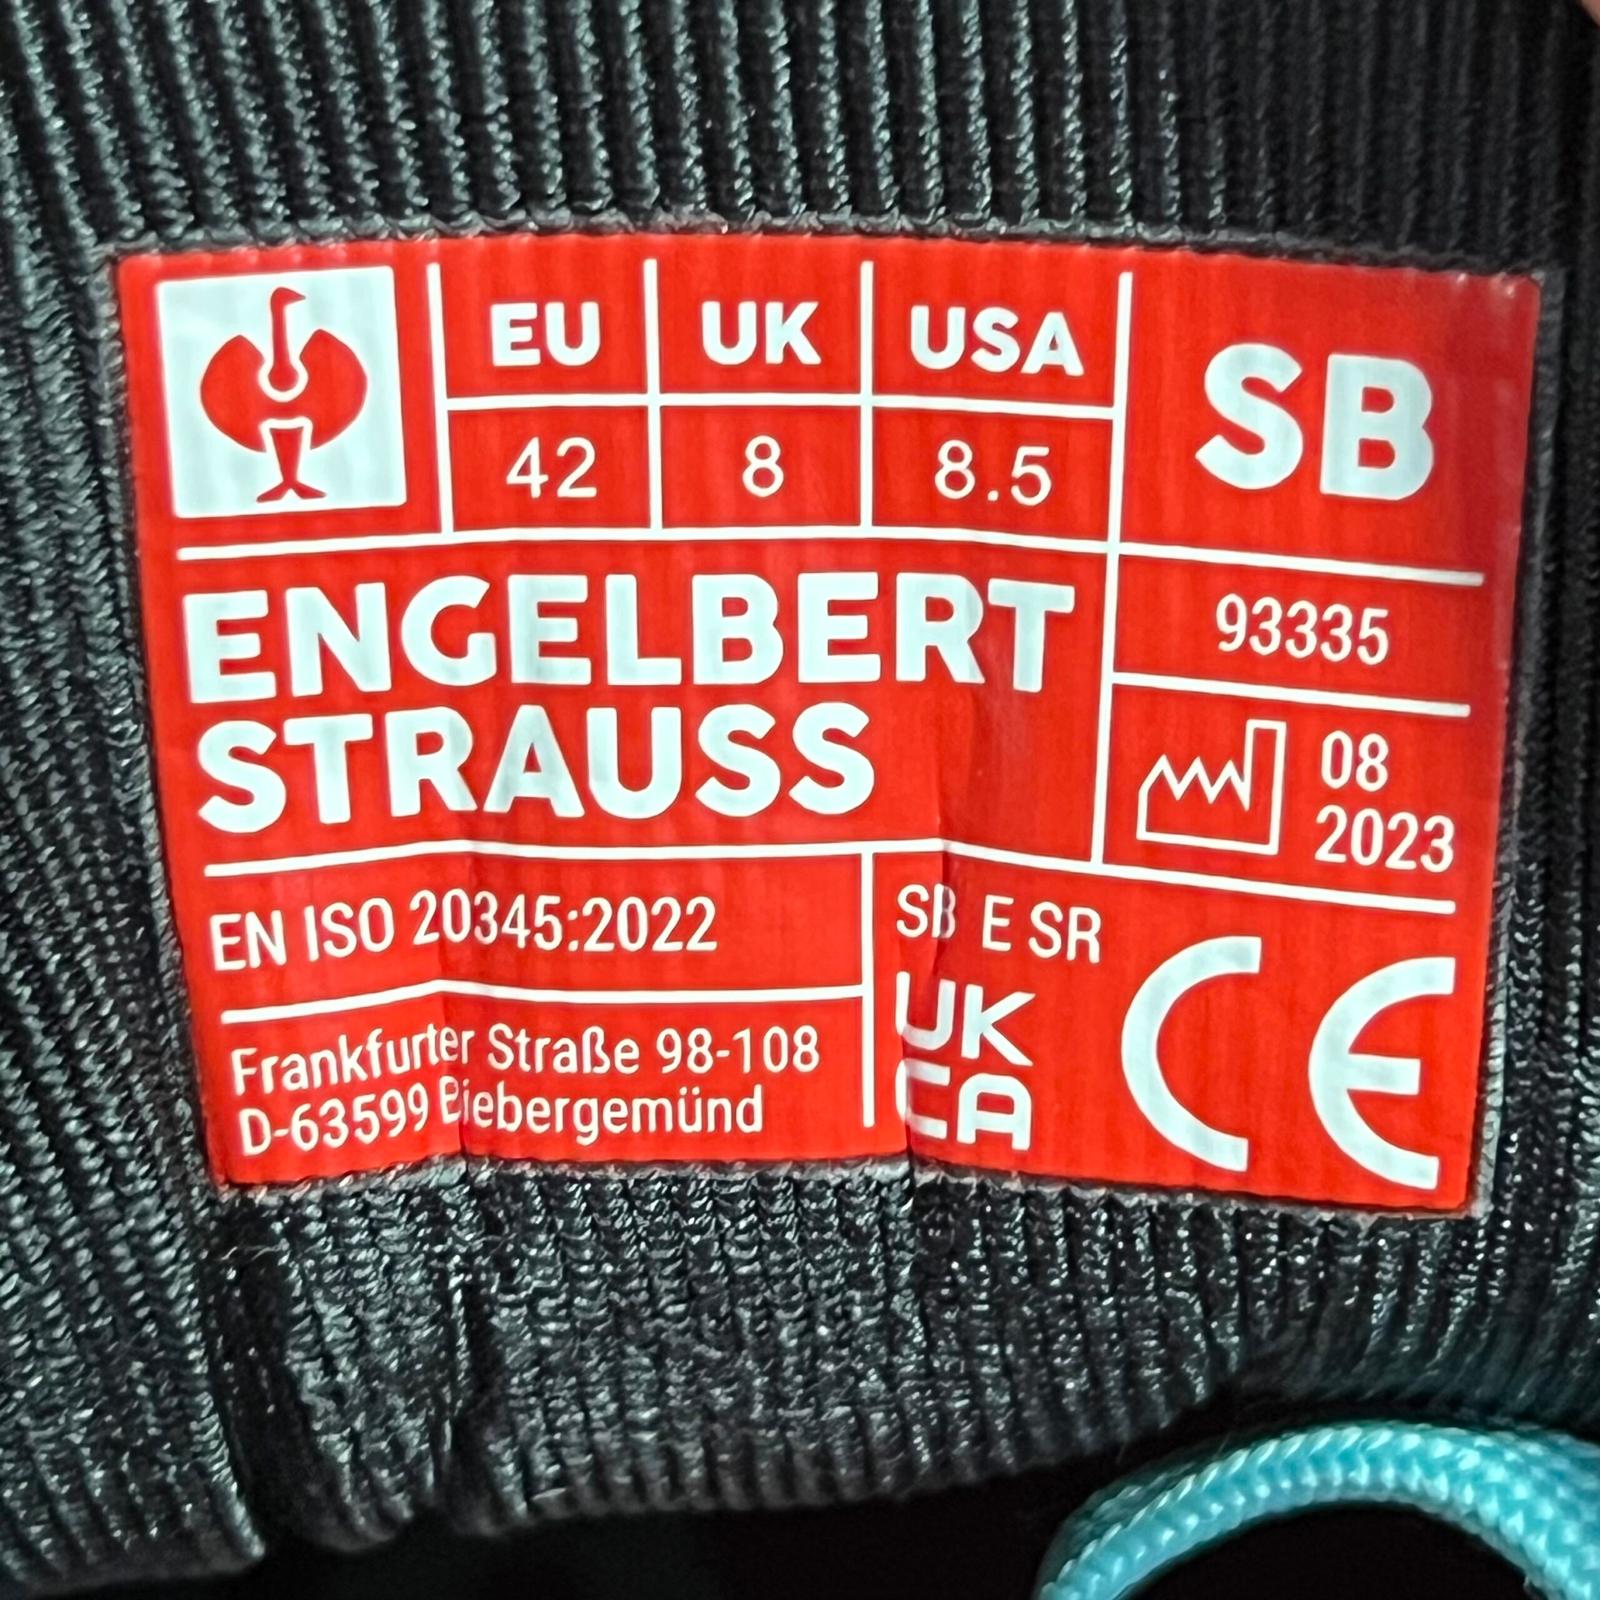 EU UK USA SB
42 8 8.5
ENGELBERT
STRAUSS
93335
08
2023
EN ISO 20345:2022
SB E SR
Frankfurter Straße 98-108
D-63599 Biebergemünd
UK
CA
CE